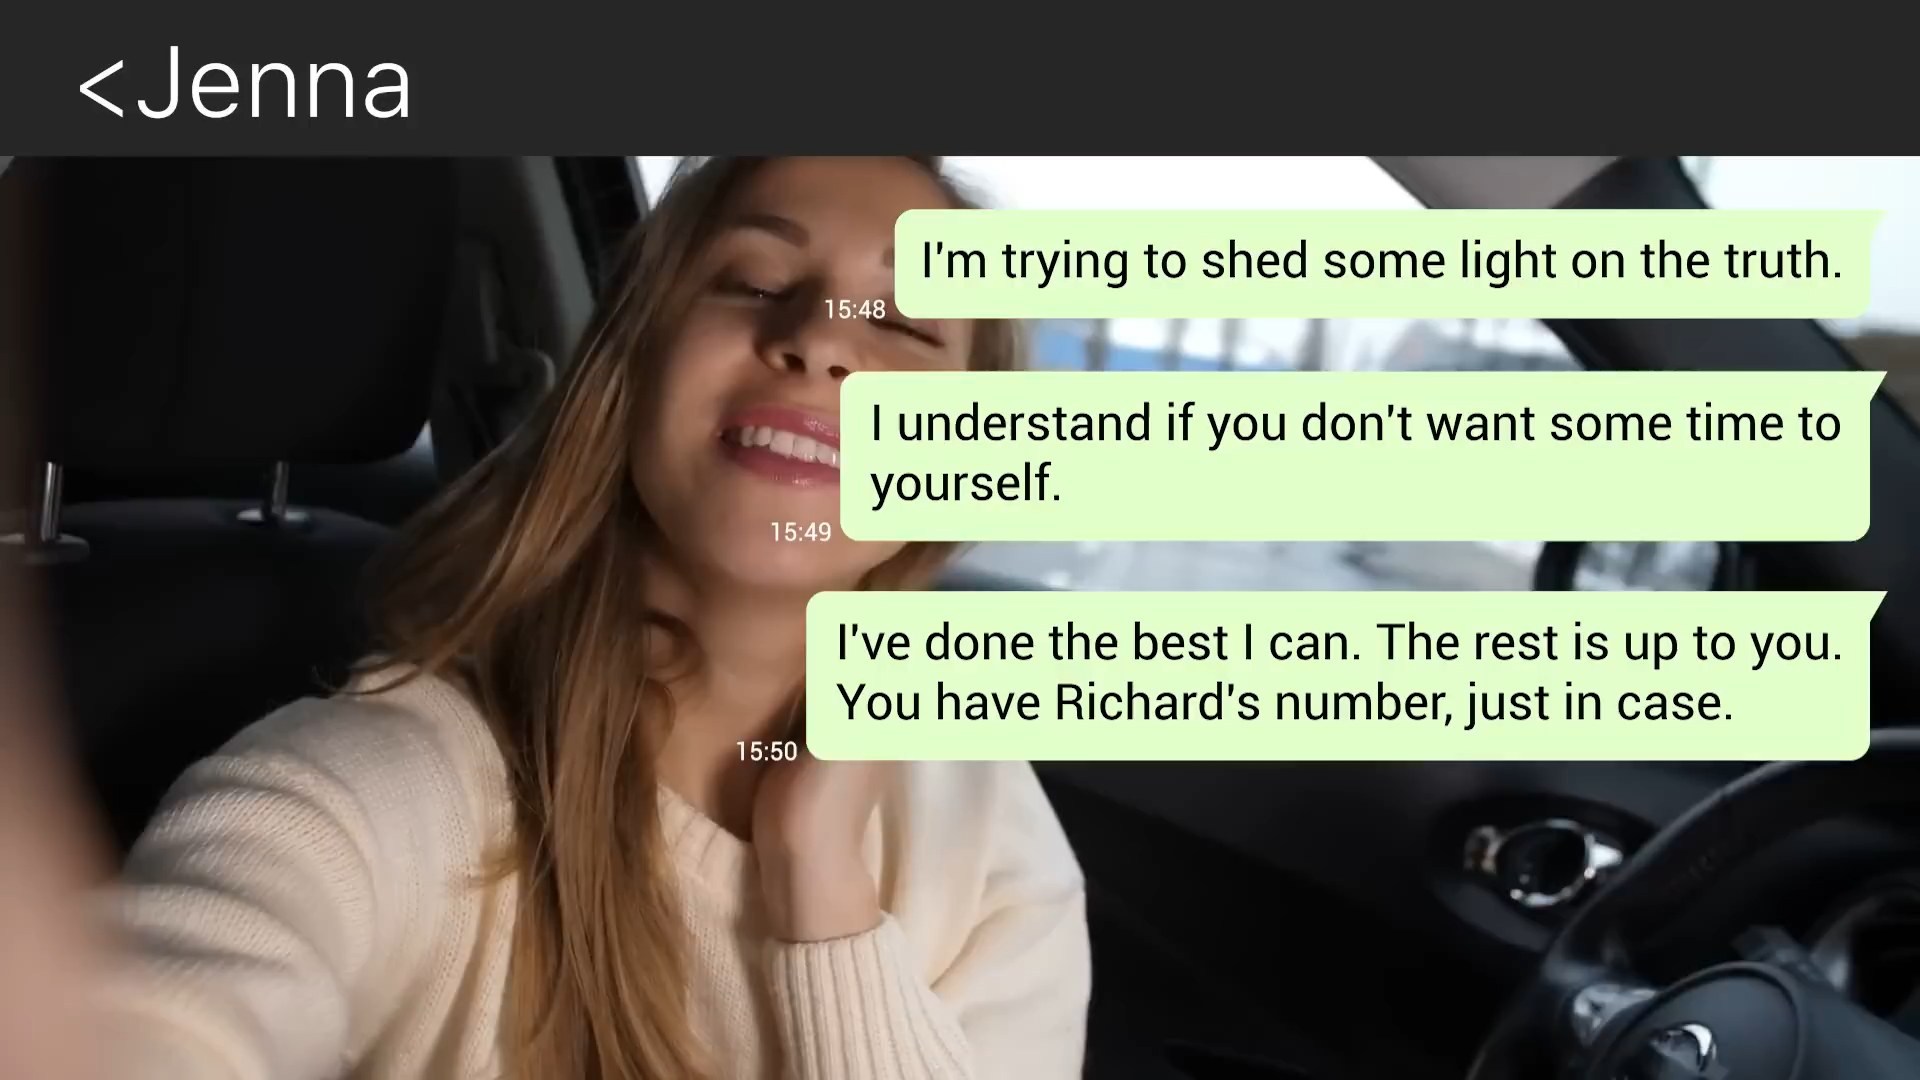 <Jenna
I'm trying to shed some light on the truth.
15:48
I understand if you don't want some time to
yourself.
15:49
I've done the best I can. The rest is up to you.
You have Richard's number, just in case.
15:50